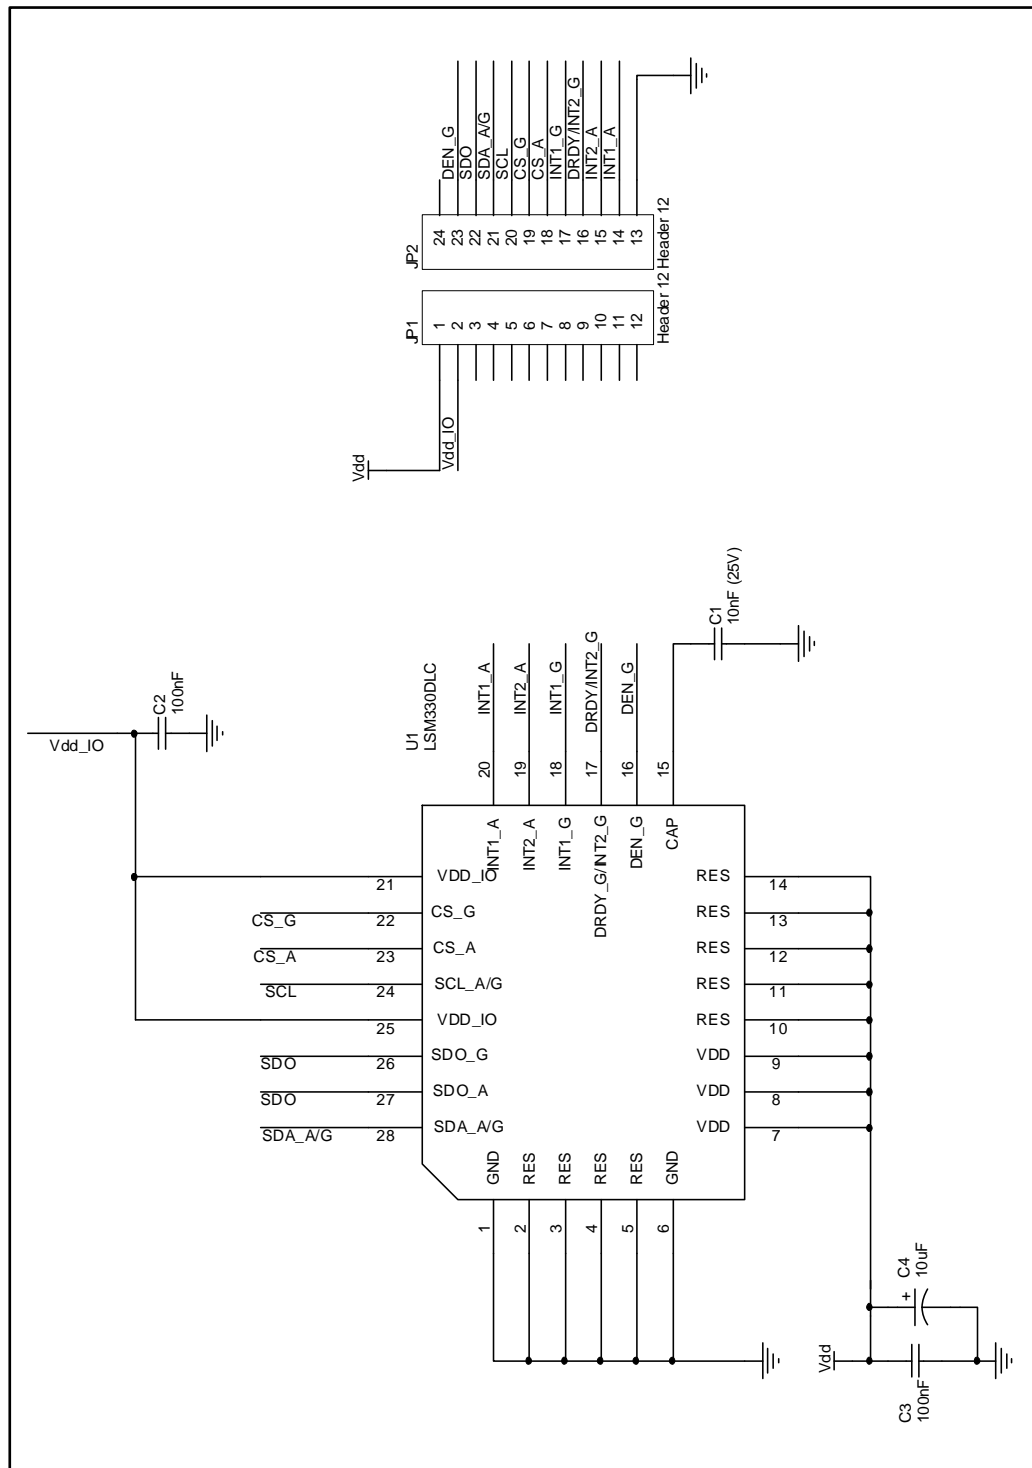 DEN_G
SDO
SDA_A/G
SCL
CS_G
CS_A
INT1_G
DRDY/INT2_G
INT2_A
INT1_A
JP2
24
23
22
21
20
19
18
17
16
15
14
13
Header 12
JP1
1
2
3
4
5
6
7
8
9
10
11
12
Header 12
Vdd
Vdd_IO
Vdd_IO
C2
100nF
U1
LSM330DLC
INT1_A
INT2_A
INT1_G
DRDY/INT2_G
DEN_G
C1
10nF (25V)
20
19
18
17
16
15
INT1_A
INT2_A
INT1_G
DRDY_G/INT2_G
DEN_G
CAP
21
VDD_IO
CS_G
22
CS_G
CS_A
23
CS_A
SCL
24
SCL_A/G
25
VDD_IO
SDO
26
SDO_G
SDO
27
SDO_A
SDA_A/G
28
SDA_A/G
RES
14
RES
13
RES
12
RES
11
RES
10
VDD
9
VDD
8
VDD
7
GND
RES
RES
RES
RES
GND
1
2
3
4
5
6
C4
10uF
+
Vdd
C3
100nF